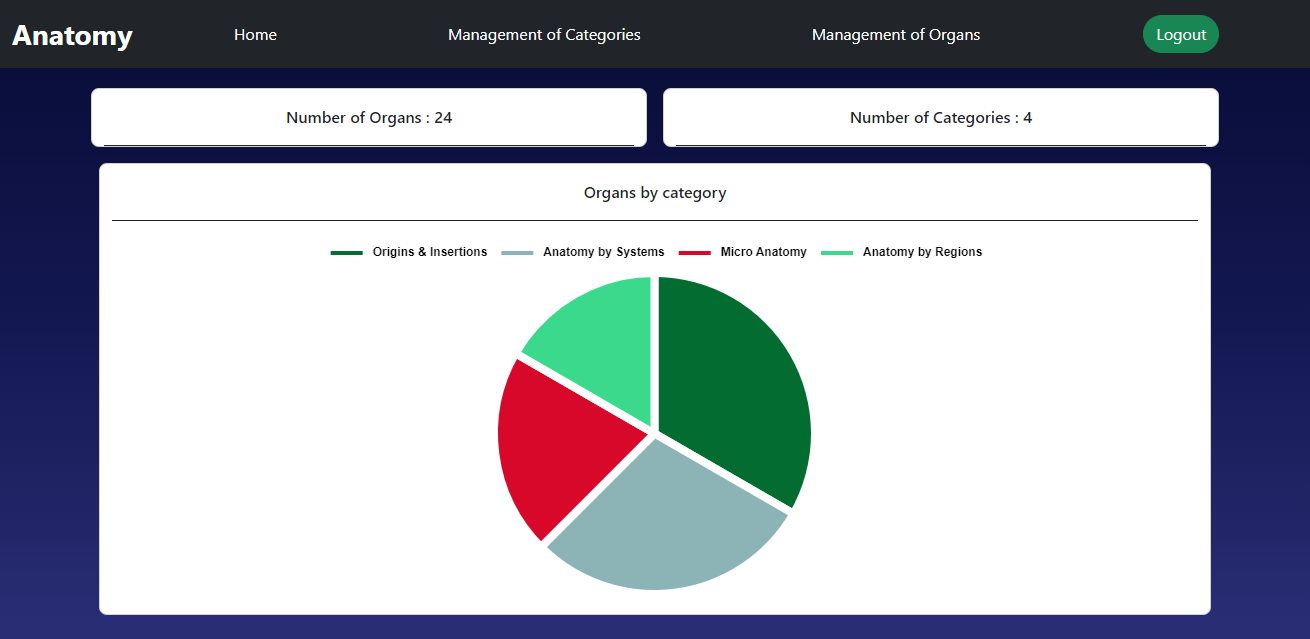 Anatomy Home Management of Categories Management of Organs Logout
Number of Organs : 24 Number of Categories : 4
Organs by category
Origins & Insertions Anatomy by Systems Micro Anatomy Anatomy by Regions